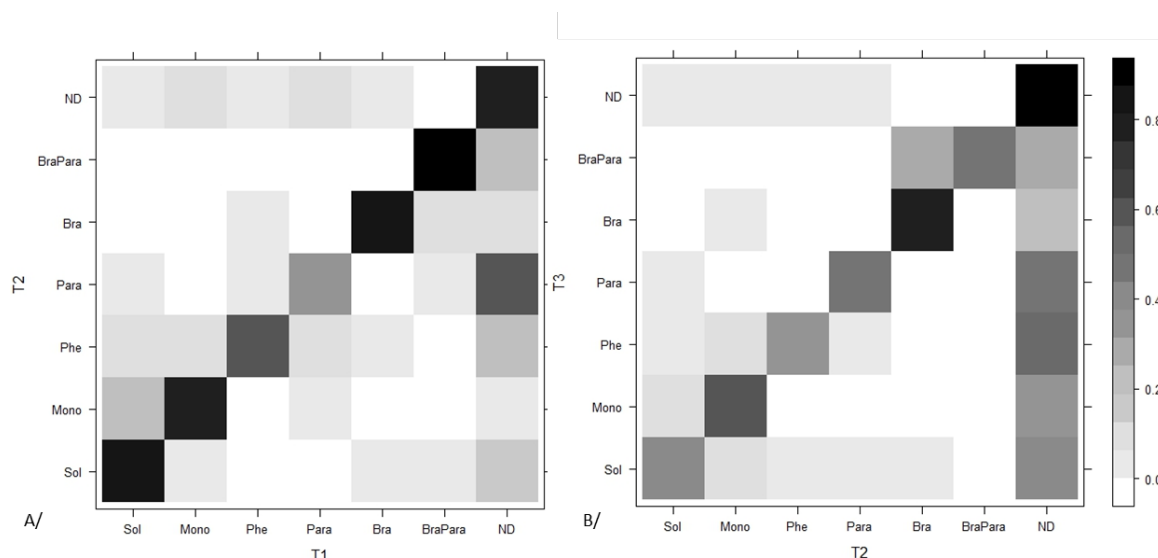 ND
BraPara
Bra
Para
Phe
Mono
Sol
T2
Sol Mono Phe Para Bra BraPara ND
T1
A/
ND
BraPara
Bra
Para
Phe
Mono
Sol
T3
Sol Mono Phe Para Bra BraPara ND
T2
B/
0.8
0.6
0.4
0.2
0.0